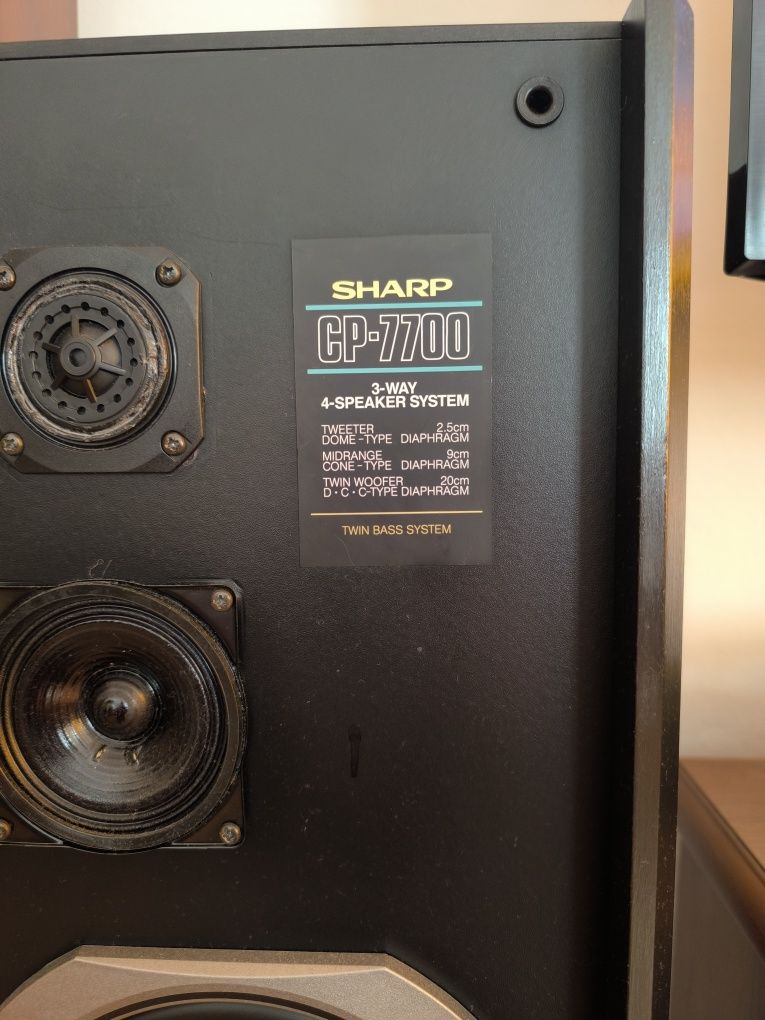 SHARP
CP-7700
3-WAY
4-SPEAKER SYSTEM
TWEETER 2.5cm
DOME-TYPE DIAPHRAGM
MIDRANGE 9cm
CONE-TYPE DIAPHRAGM
TWIN WOOFER 20cm
D・C・C-TYPE DIAPHRAGM
TWIN BASS SYSTEM